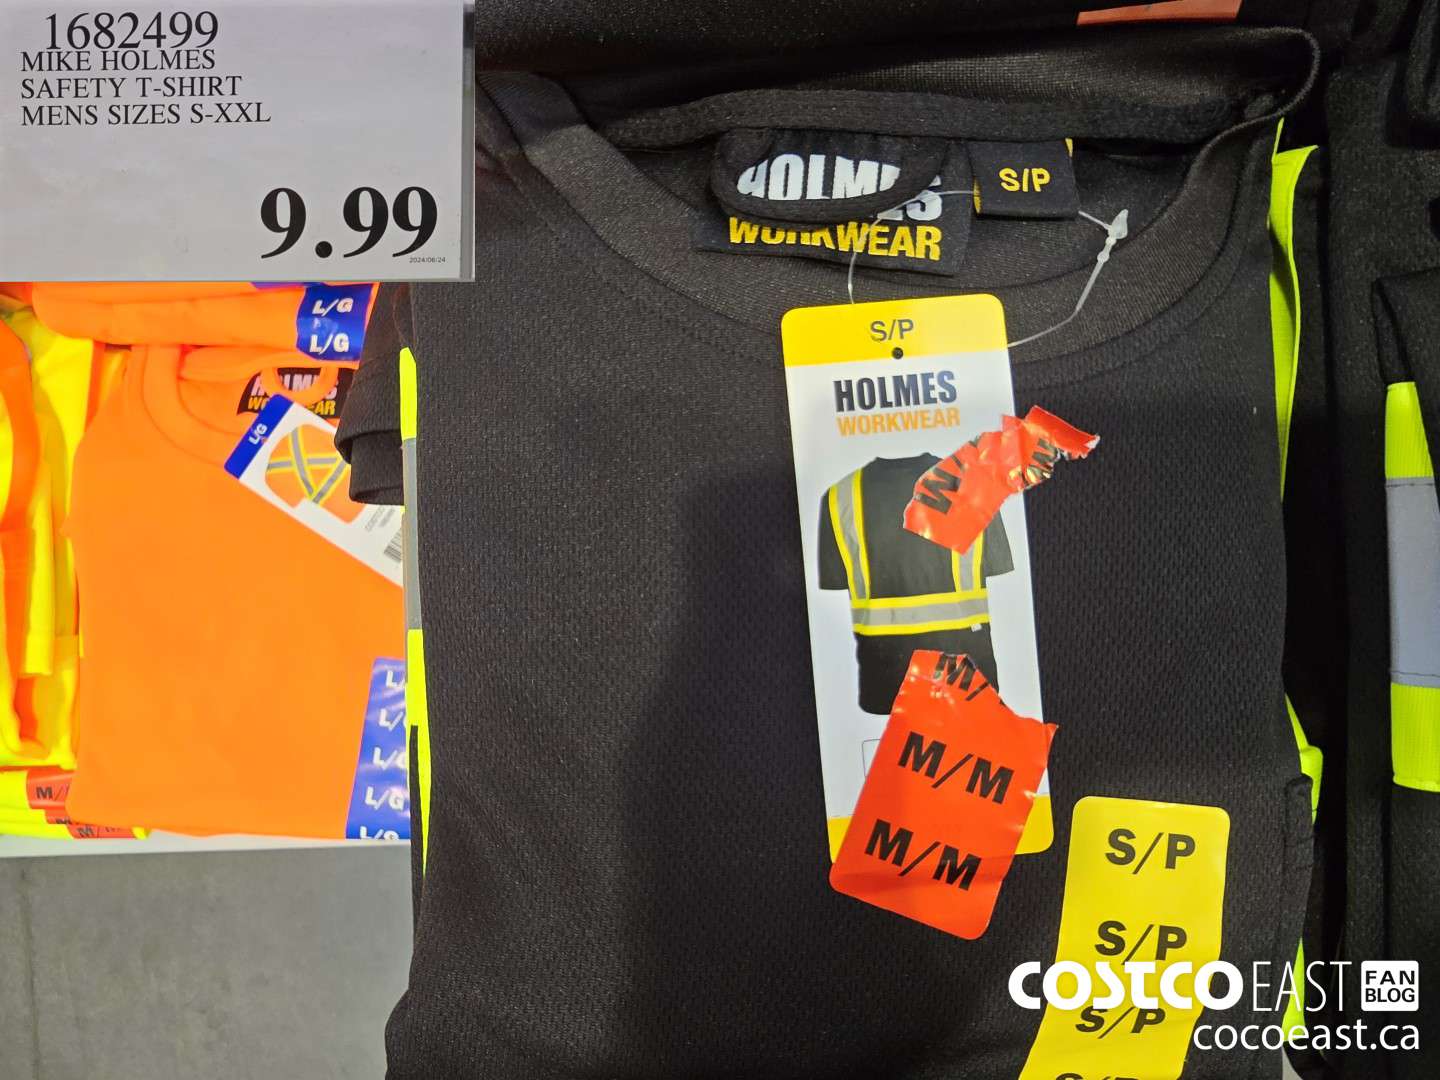 1682499
MIKE HOLMES
SAFETY T-SHIRT
MENS SIZES S-XXL
9.99
2024/06/24
HOLMES
WORKWEAR
S/P
S/P
HOLMES
WORKWEAR
M/M
M/
M/M
M/M
S/P
S/P
S/P
L/G
L/G
HOLMES
L/G
L/G
L/G
L/G
M/
COSTCO EAST FAN
BLOG
cocoeast.ca